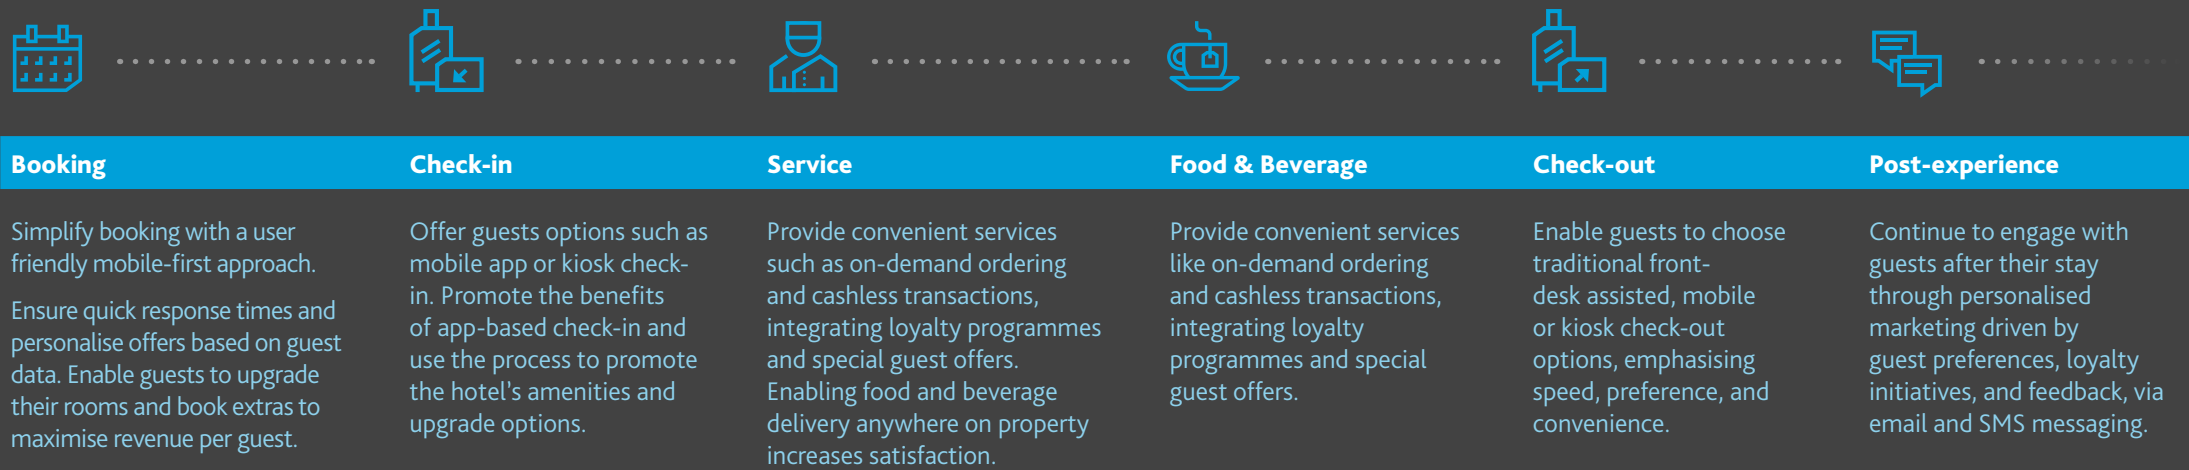 Booking
Simplify booking with a user
friendly mobile-first approach.
Ensure quick response times and
personalise offers based on guest
data. Enable guests to upgrade
their rooms and book extras to
maximise revenue per guest.
Check-in
Offer guests options such as
mobile app or kiosk check-
in. Promote the benefits
of app-based check-in and
use the process to promote
the hotel's amenities and
upgrade options.
Service
Provide convenient services
such as on-demand ordering
and cashless transactions,
integrating loyalty programmes
and special guest offers.
Enabling food and beverage
delivery anywhere on property
increases satisfaction.
Food & Beverage
Provide convenient services
like on-demand ordering
and cashless transactions,
integrating loyalty
programmes and special
guest offers.
Check-out
Enable guests to choose
traditional front-
desk assisted, mobile
or kiosk check-out
options, emphasising
speed, preference, and
convenience.
Post-experience
Continue to engage with
guests after their stay
through personalised
marketing driven by
guest preferences, loyalty
initiatives, and feedback, via
email and SMS messaging.